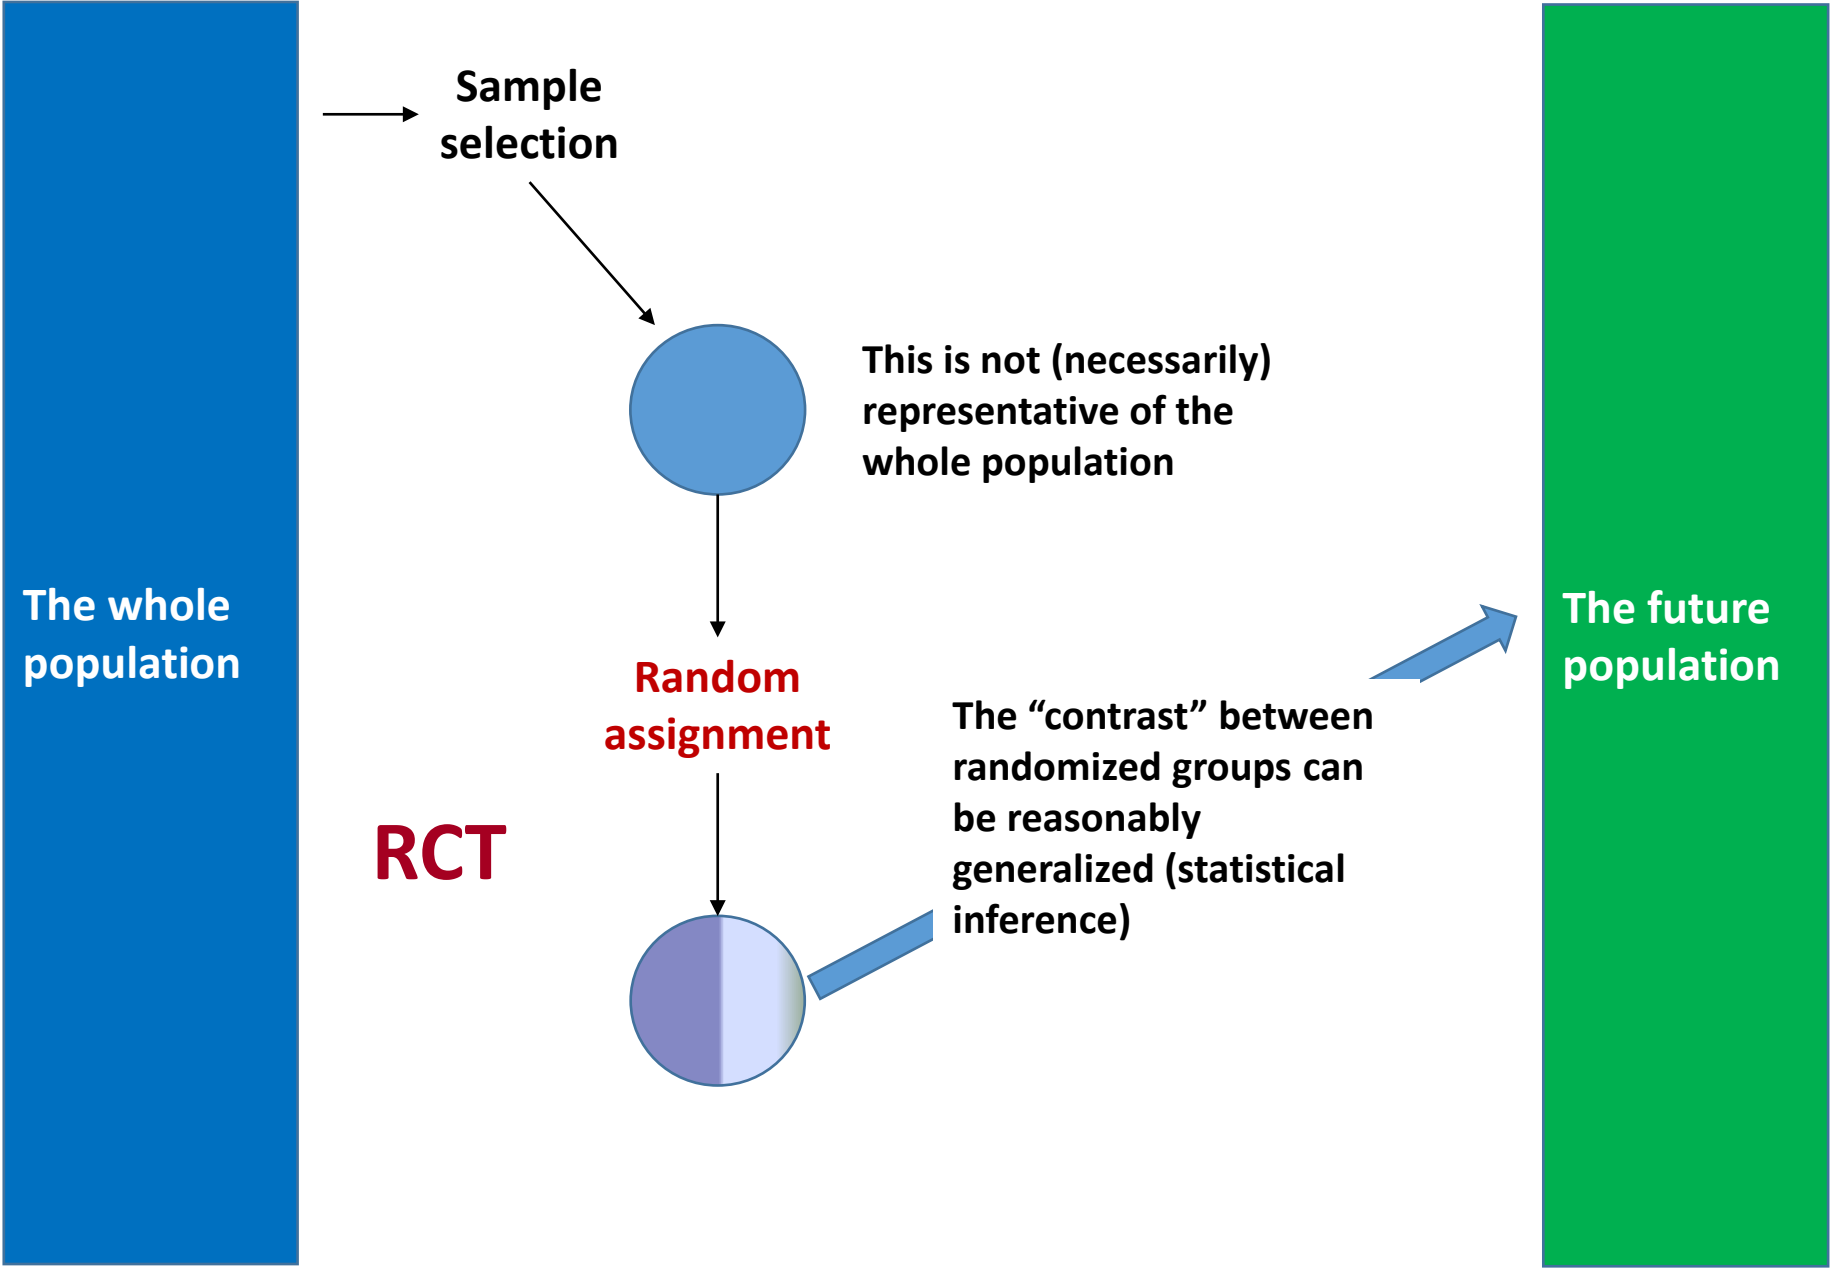 Sample
selection
This is not (necessarily)
representative of the
whole population
The whole
population
The future
population
Random
assignment
The “contrast” between
randomized groups can
be reasonably
generalized (statistical
inference)
RCT